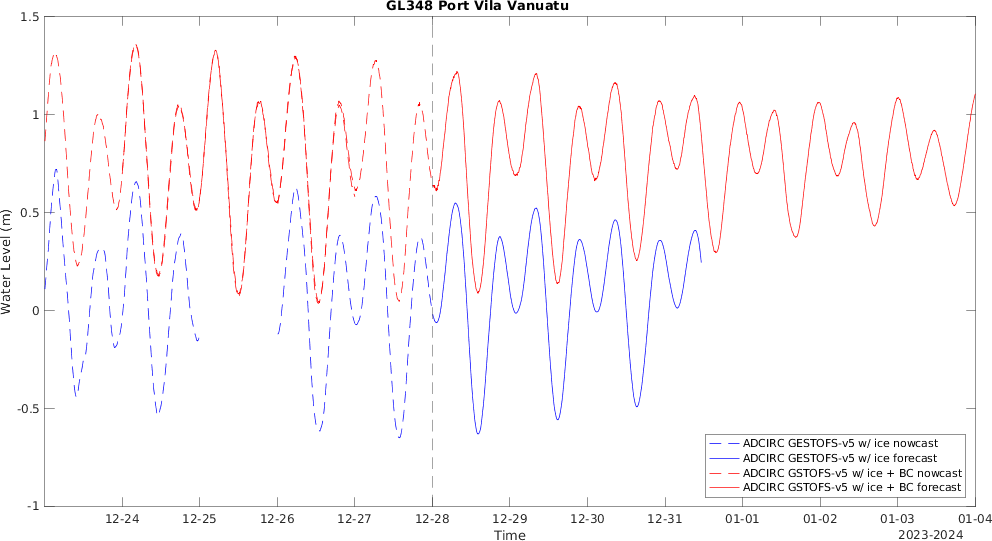 GL348 Port Vila Vanuatu
Water Level (m)
1.5
1
0.5
0
-0.5
-1
12-24 12-25 12-26 12-27 12-28 12-29 12-30 12-31 01-01 01-02 01-03 01-04
Time
2023-2024
ADCIRC GESTOFS-v5 w/ ice nowcast
ADCIRC GESTOFS-v5 w/ ice forecast
ADCIRC GSTOFS-v5 w/ ice + BC nowcast
ADCIRC GSTOFS-v5 w/ ice + BC forecast